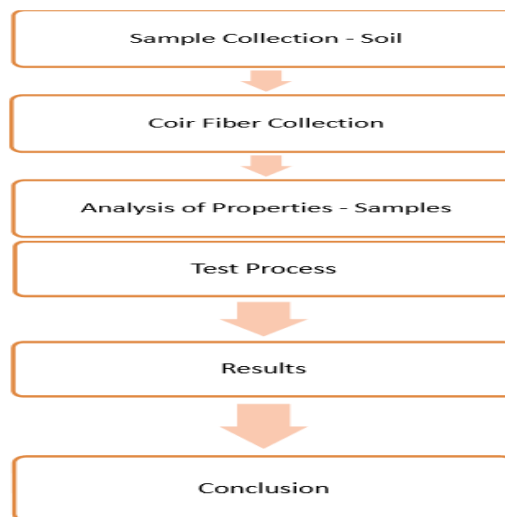 Sample Collection - Soil
Coir Fiber Collection
Analysis of Properties - Samples
Test Process
Results
Conclusion